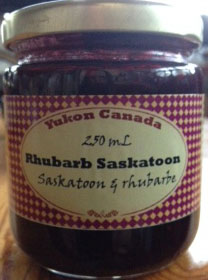 Yukon Canada
250 mL
Rhubarb Saskatoon
Saskatoon & rhubarbe